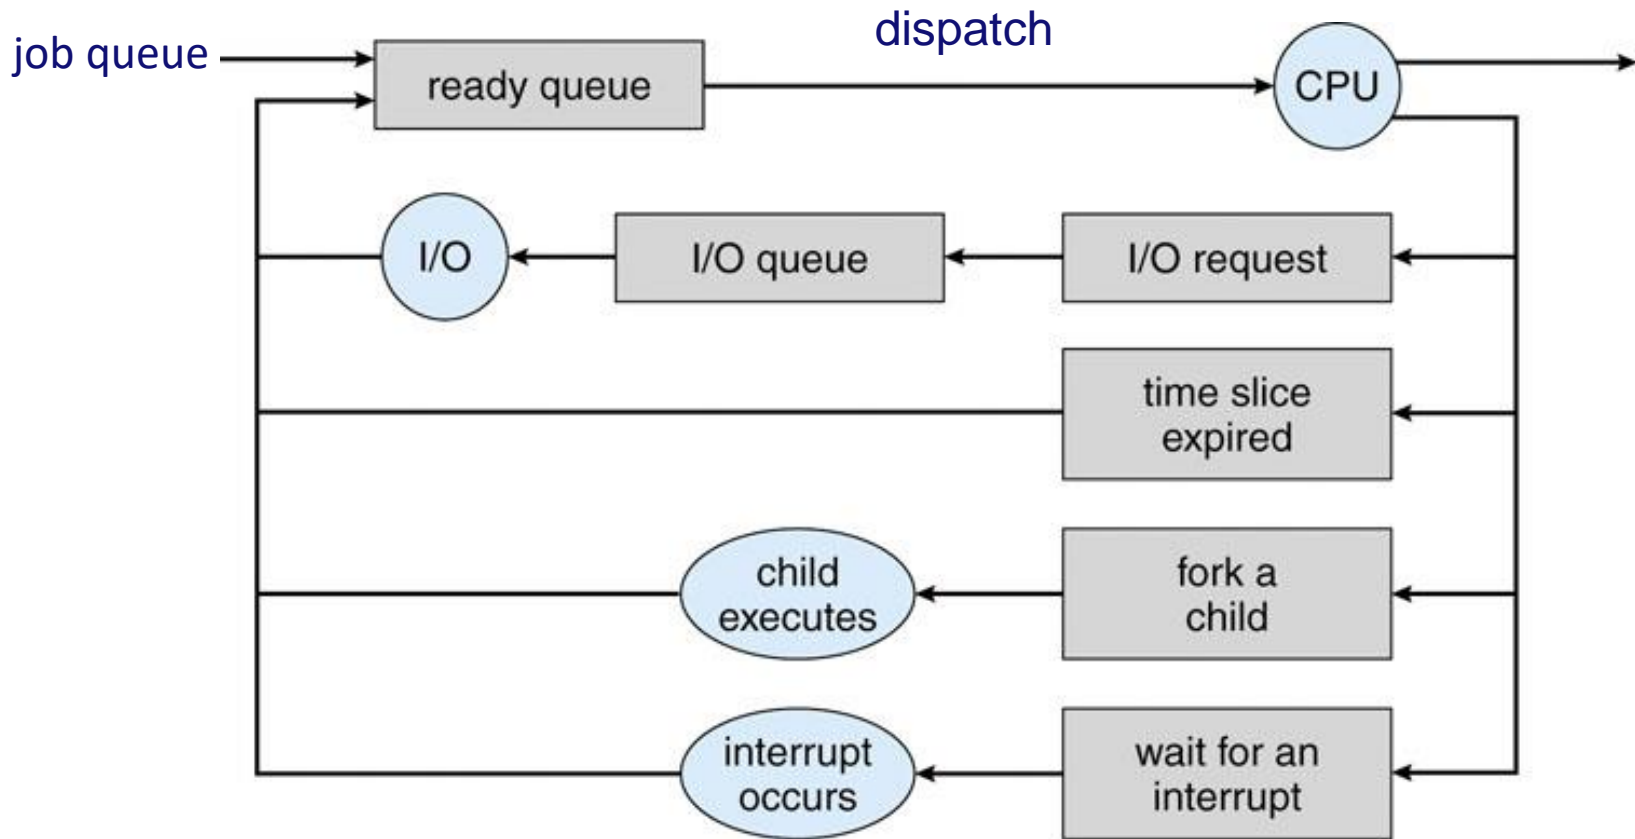 dispatch
job queue
ready queue
CPU
I/O
I/O queue
I/O request
time slice
expired
child
executes
fork a
child
interrupt
occurs
wait for an
interrupt